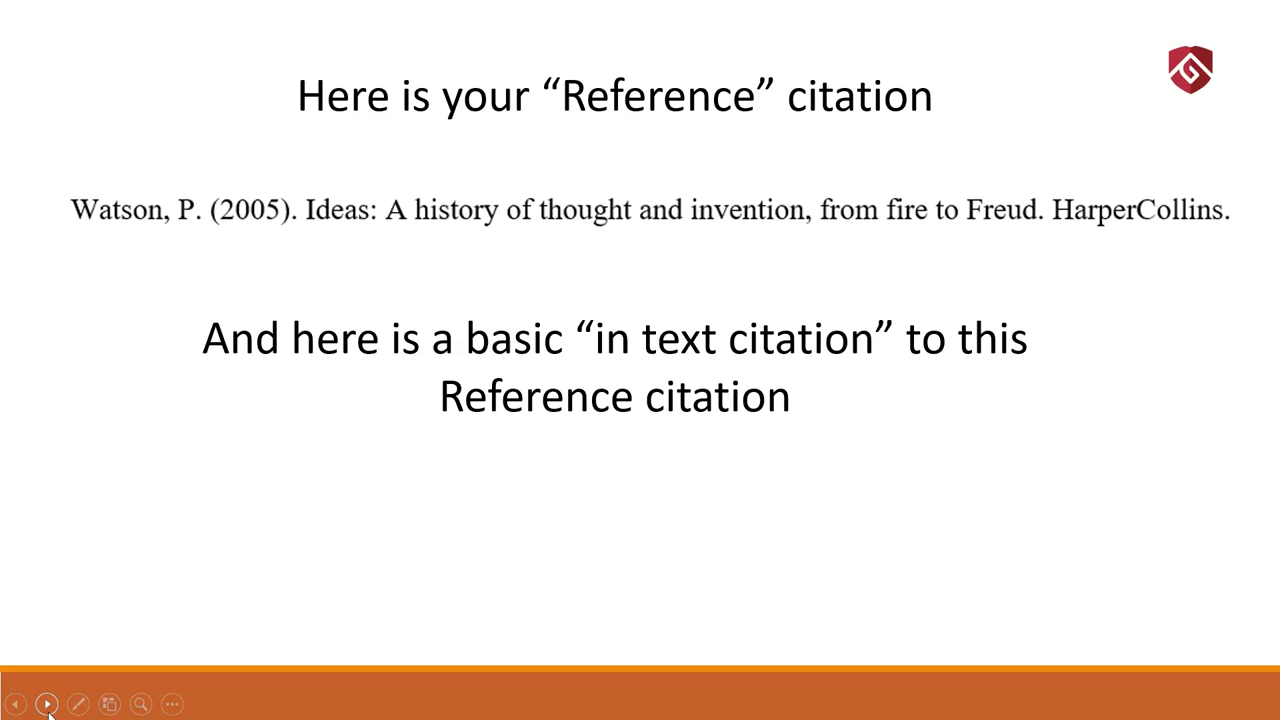 Here is your “Reference” citation
Watson, P. (2005). Ideas: A history of thought and invention, from fire to Freud. HarperCollins.
And here is a basic “in text citation” to this
Reference citation